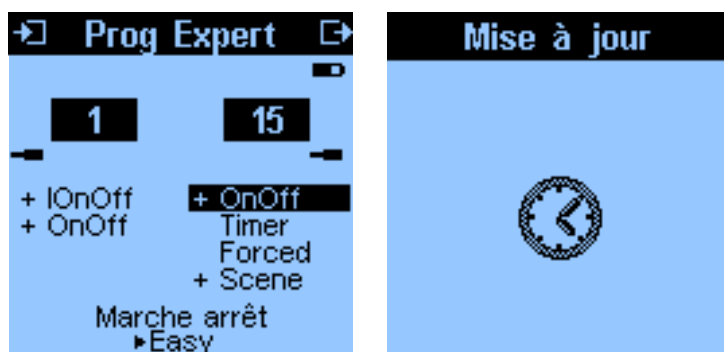 Prog Expert
1 15
+ IOnOff
+ OnOff
+ OnOff
Timer
Forced
+ Scene
Marche arrêt
▸Easy
Mise à jour